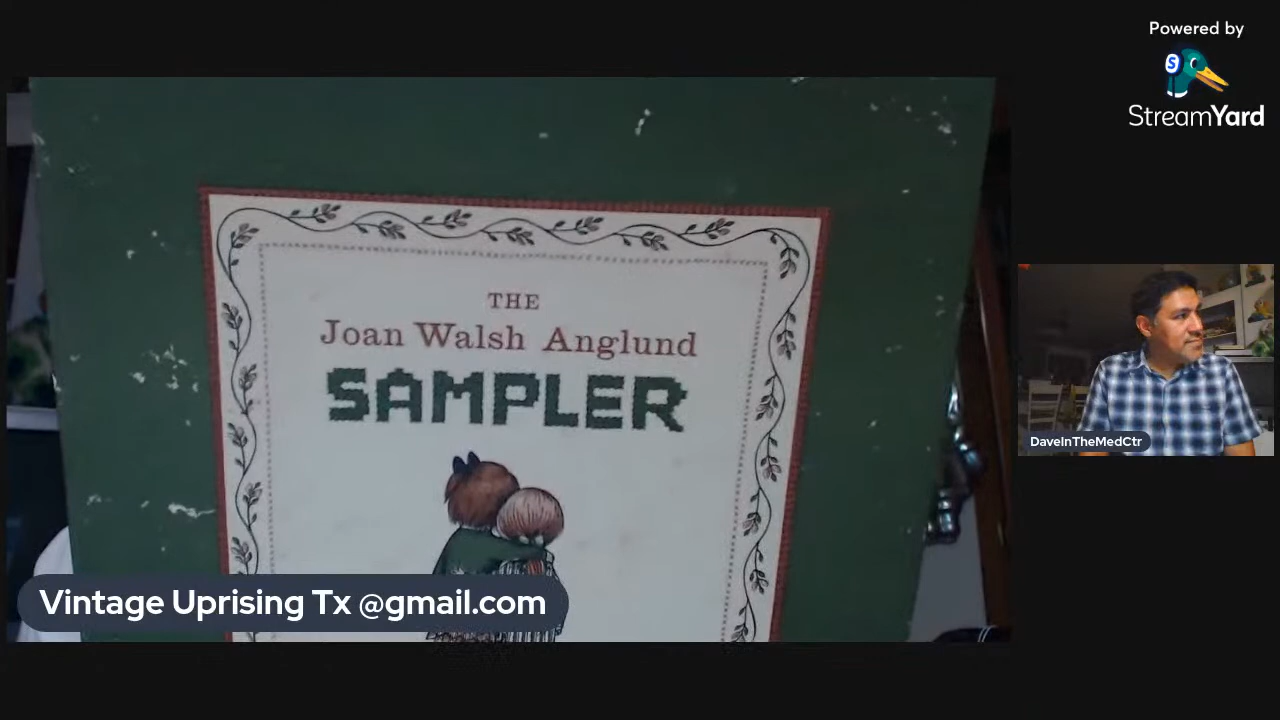 Powered by
StreamYard
THE
Joan Walsh Anglund
SAMPLER
DaveInTheMedCtr
Vintage Uprising Tx @gmail.com